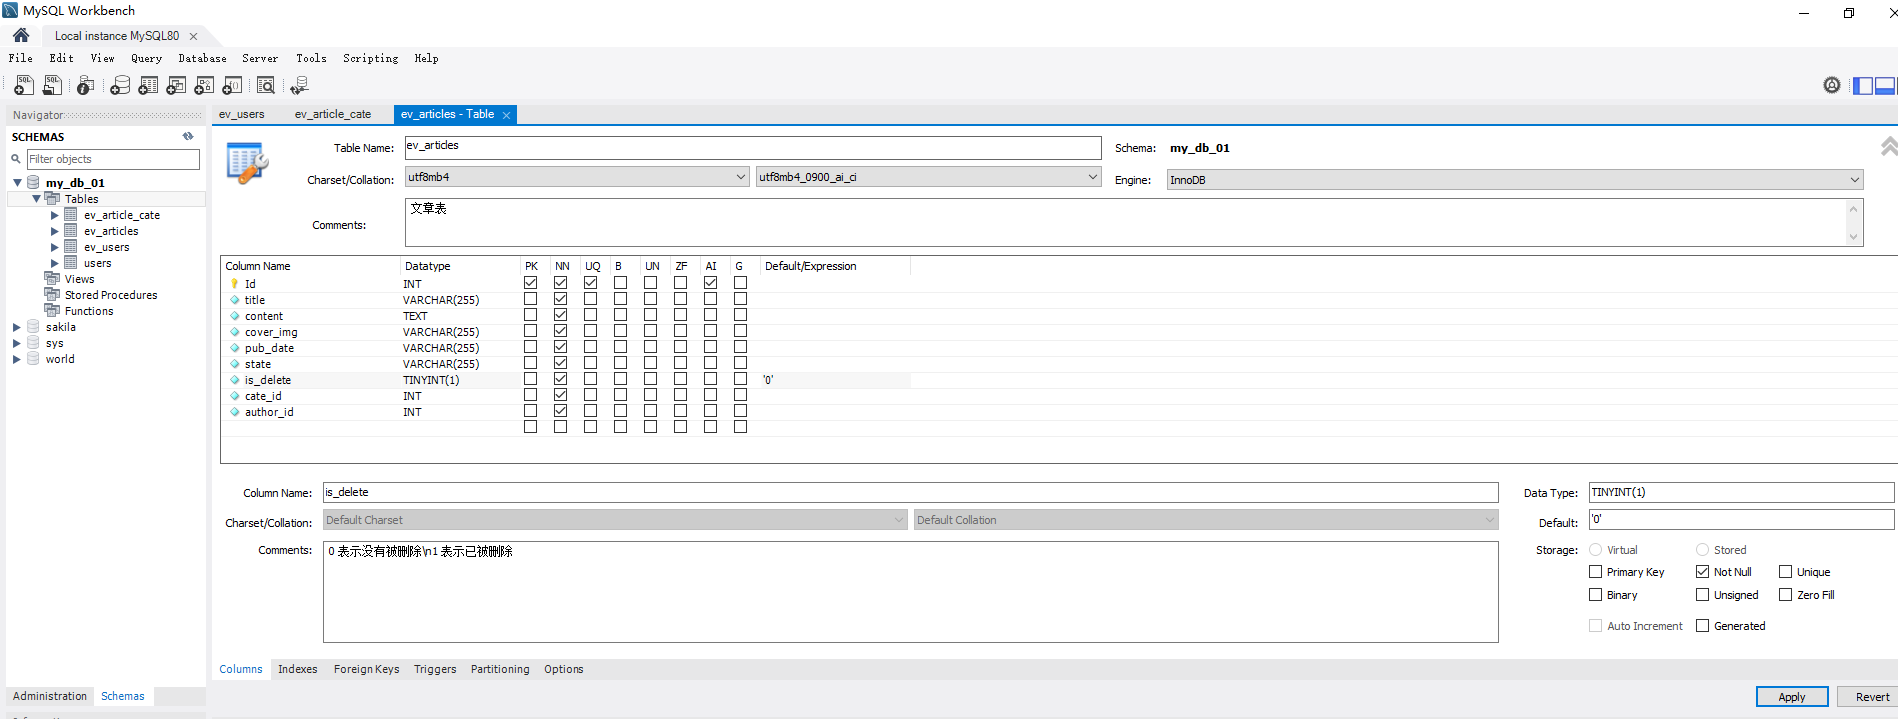 MySQL Workbench
Local instance MySQL80
File Edit View Query Database Server Tools Scripting Help
Navigator
SCHEMAS
Filter objects
my_db_01
Tables
ev_article_cate
ev_articles
ev_users
users
Views
Stored Procedures
Functions
sakila
sys
world
Administration Schemas
ev_users ev_article_cate ev_articles - Table
Table Name: ev_articles Schema: my_db_01
Charset/Collation: utf8mb4 utf8mb4_0900_ai_ci Engine: InnoDB
Comments: 文章表
Column Name Datatype PK NN UQ B UN ZF AI G Default/Expression
Id INT
title VARCHAR(255)
content TEXT
cover_img VARCHAR(255)
pub_date VARCHAR(255)
state VARCHAR(255)
is_delete TINYINT(1) '0'
cate_id INT
author_id INT
Column Name: is_delete Data Type: TINYINT(1)
Charset/Collation: Default Charset Default Collation Default: '0'
Comments: 0 表示没有被删除\n1 表示已被删除 Storage: Virtual Stored
Primary Key Not Null Unique
Binary Unsigned Zero Fill
Auto Increment Generated
Columns Indexes Foreign Keys Triggers Partitioning Options
Apply Revert